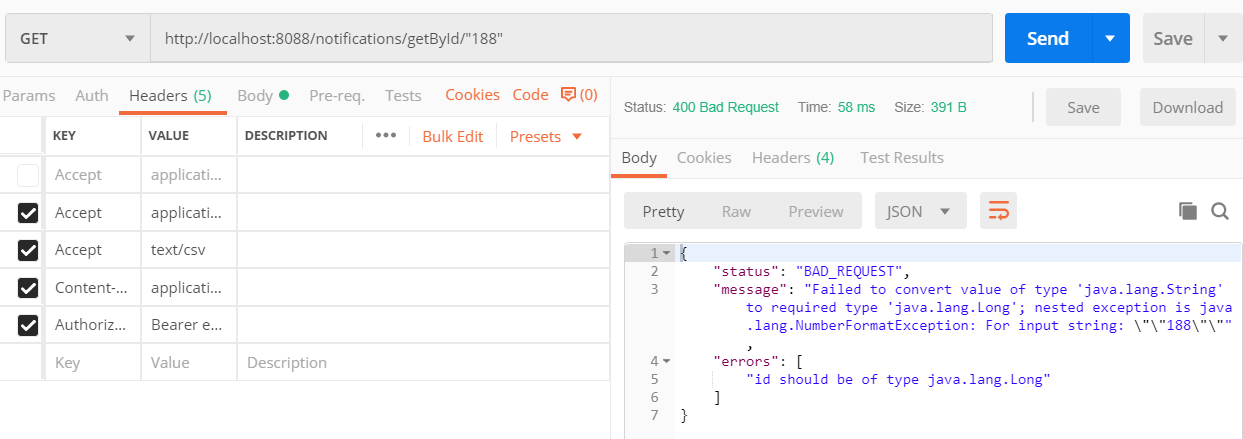 GET http://localhost:8088/notifications/getById/"188" Send Save
Params Auth Headers (5) Body Pre-req. Tests Cookies Code (0)
KEY VALUE DESCRIPTION ••• Bulk Edit Presets
Accept applicati...
Accept applicati...
Accept text/csv
Content-... applicati...
Authoriz... Bearer e...
Key Value Description
Status: 400 Bad Request Time: 58 ms Size: 391 B Save Download
Body Cookies Headers (4) Test Results
Pretty Raw Preview JSON
1 {
2 "status": "BAD_REQUEST",
3 "message": "Failed to convert value of type 'java.lang.String'
to required type 'java.lang.Long'; nested exception is java
.lang.NumberFormatException: For input string: \"\"188\"\""
,
4 "errors": [
5 "id should be of type java.lang.Long"
6 ]
7 }